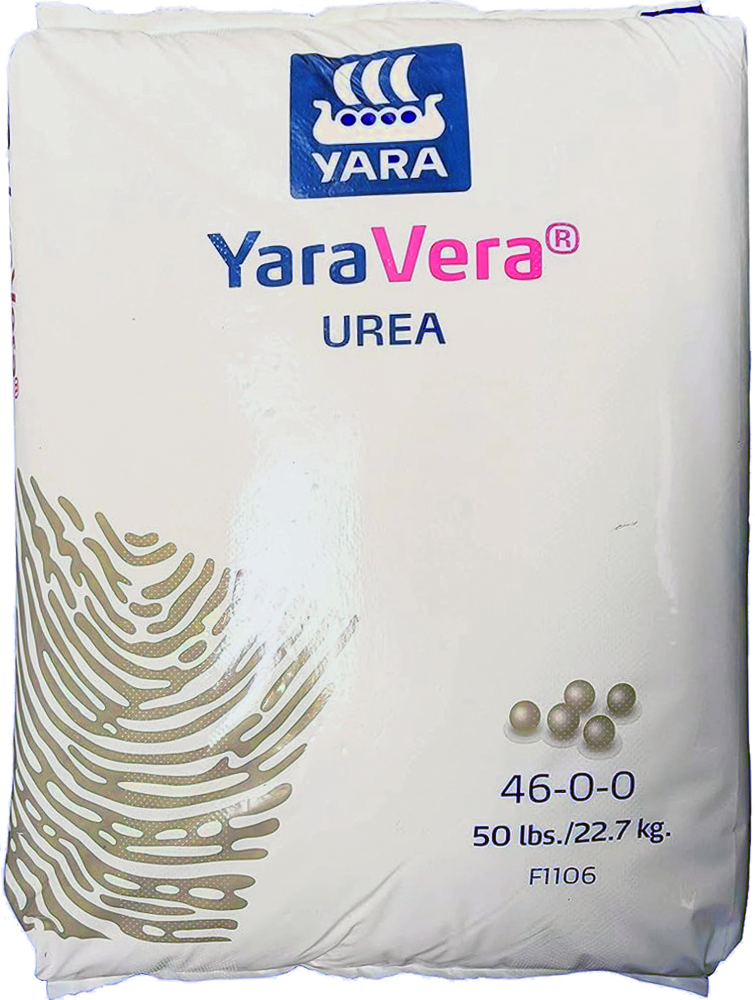 YARA
YaraVera®
UREA
46-0-0
50 lbs./22.7 kg.
F1106